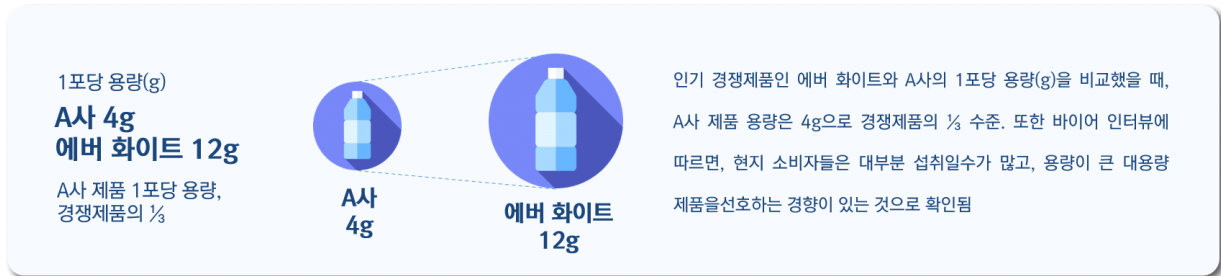 1포당 용량(g)
A사 4g
에버 화이트 12g
A사 제품 1포당 용량,
경쟁제품의 ⅓
A사
4g
에버 화이트
12g
인기 경쟁제품인 에버 화이트와 A사의 1포당 용량(g)을 비교했을 때,
A사 제품 용량은 4g으로 경쟁제품의 ⅓ 수준. 또한 바이어 인터뷰에
따르면, 현지 소비자들은 대부분 섭취일수가 많고, 용량이 큰 대용량
제품을선호하는 경향이 있는 것으로 확인됨